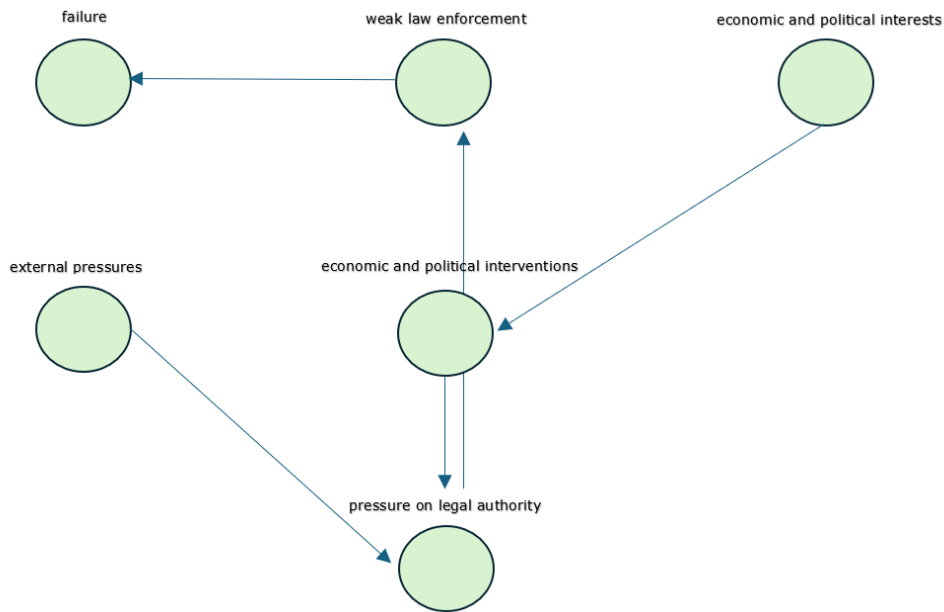 failure
weak law enforcement
economic and political interests
external pressures
economic and political interventions
pressure on legal authority